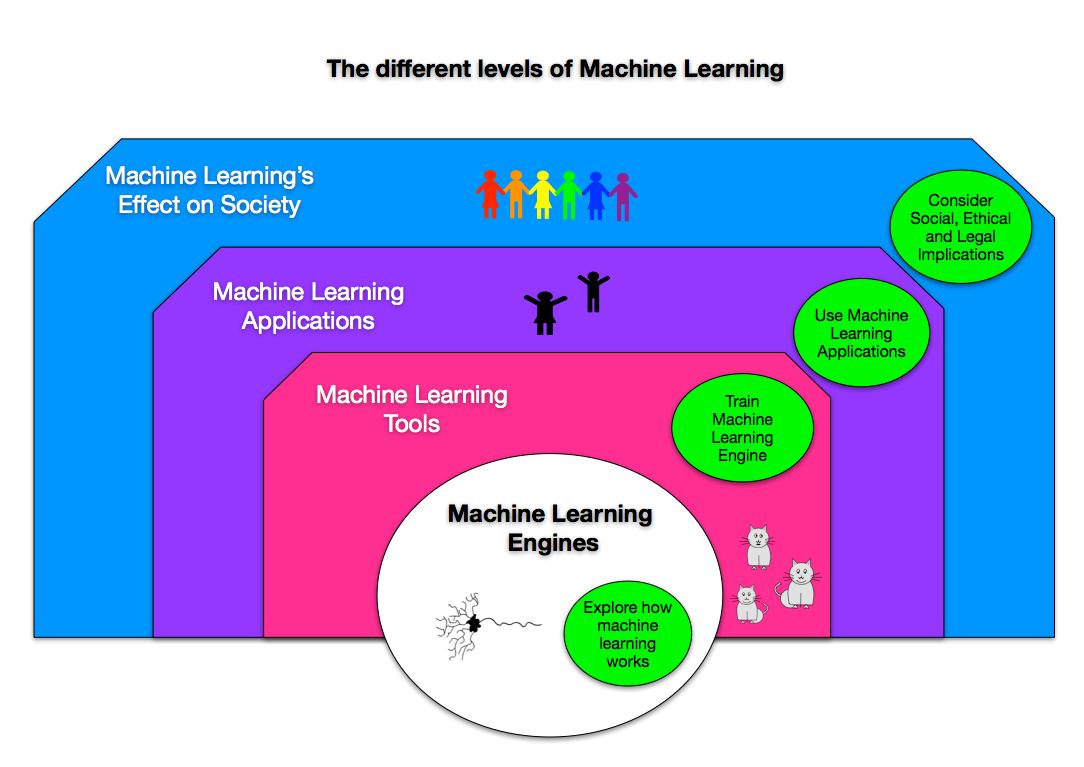 The different levels of Machine Learning
Machine Learning's
Effect on Society
Consider
Social, Ethical
and Legal
Implications
Machine Learning
Applications
Use Machine
Learning
Applications
Machine Learning
Tools
Train
Machine
Learning
Engine
Machine Learning
Engines
Explore how
machine
learning
works